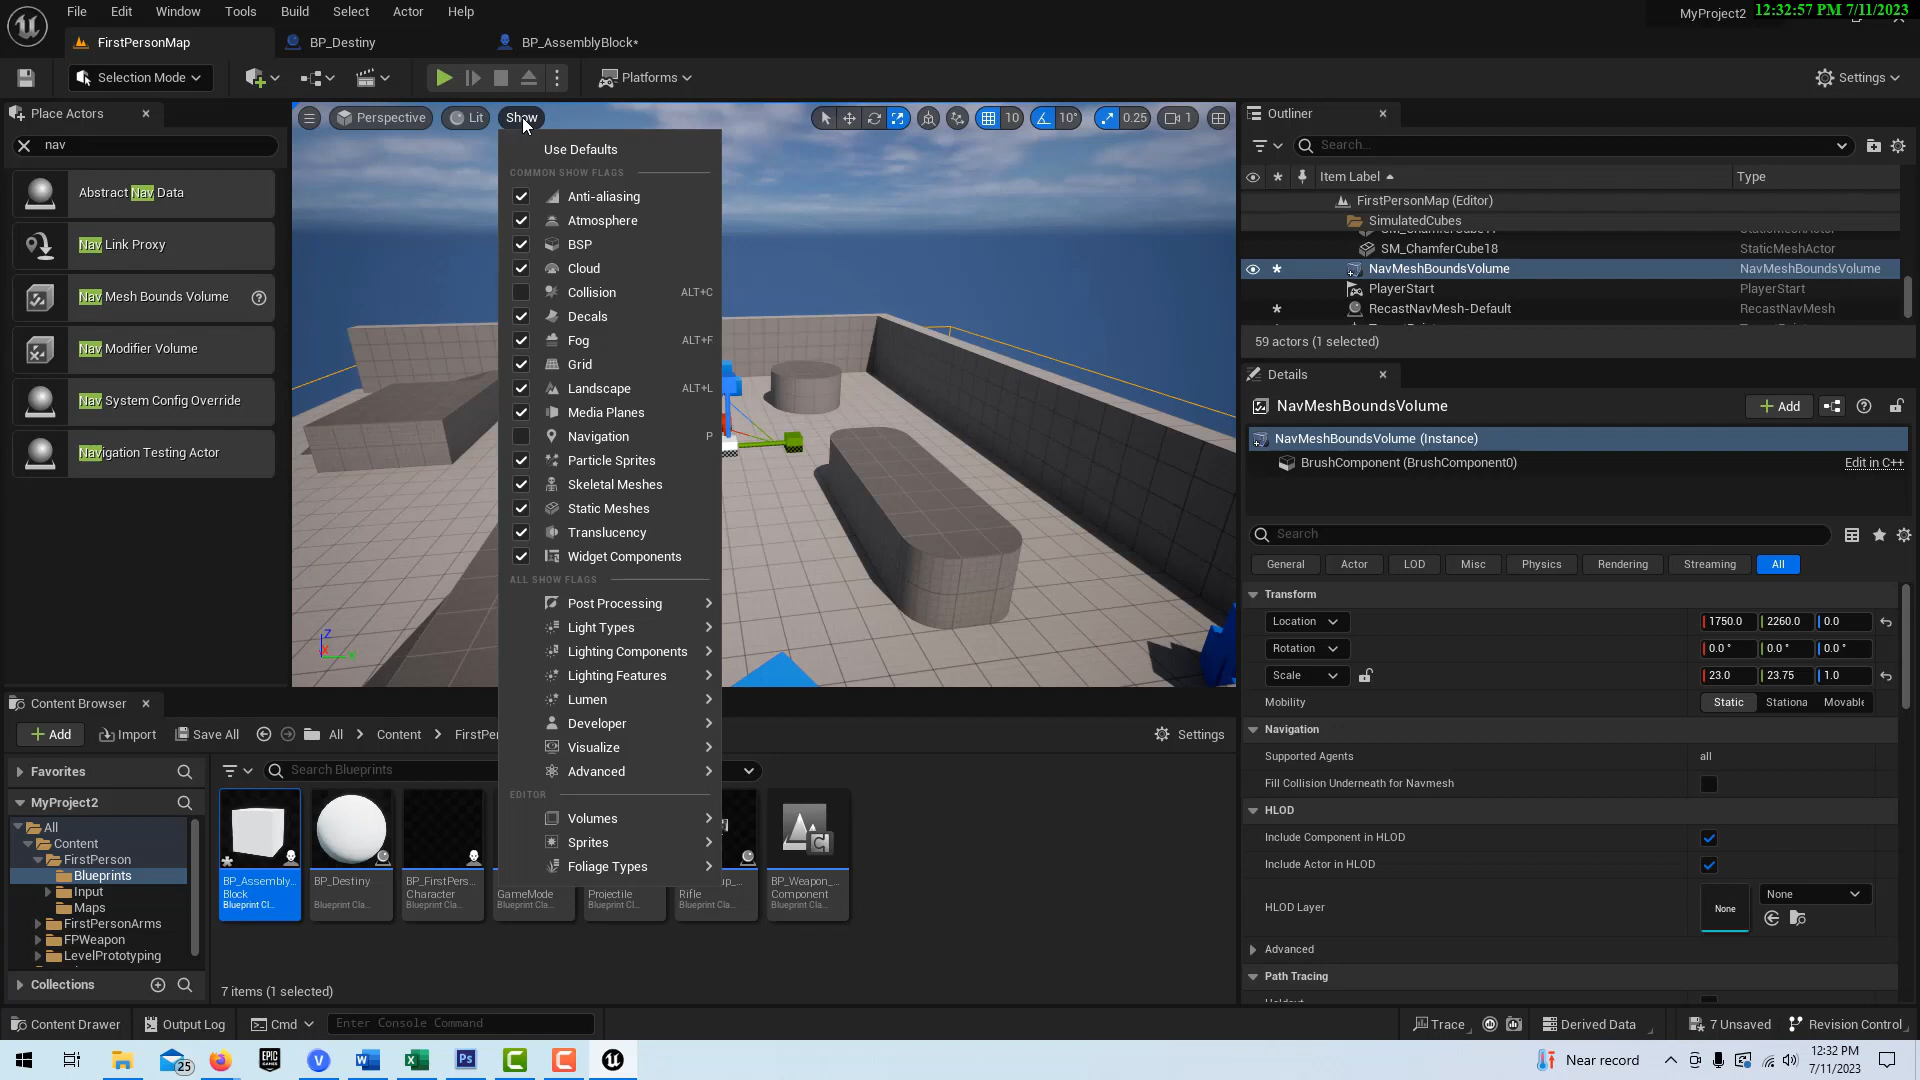 File Edit Window Tools Build Select Actor Help
MyProject2 12:32:57 PM 7/11/2023
FirstPersonMap BP_Destiny BP_AssemblyBlock*
Selection Mode Platforms Settings
Place Actors
nav
Abstract Nav Data
Nav Link Proxy
Nav Mesh Bounds Volume
Nav Modifier Volume
Nav System Config Override
Navigation Testing Actor
Perspective Lit Show 10 10° 0.25 1
Use Defaults
COMMON SHOW FLAGS
Anti-aliasing
Atmosphere
BSP
Cloud
Collision ALT+C
Decals
Fog ALT+F
Grid
Landscape ALT+L
Media Planes
Navigation P
Particle Sprites
Skeletal Meshes
Static Meshes
Translucency
Widget Components
ALL SHOW FLAGS
Post Processing
Light Types
Lighting Components
Lighting Features
Lumen
Developer
Visualize
Advanced
EDITOR
Volumes
Sprites
Foliage Types
Z
X Y
Outliner
Search...
Item Label Type
FirstPersonMap (Editor)
SimulatedCubes
SM_ChamferCube18 StaticMeshActor
NavMeshBoundsVolume NavMeshBoundsVolume
PlayerStart PlayerStart
RecastNavMesh-Default RecastNavMesh
59 actors (1 selected)
Details
NavMeshBoundsVolume Add
NavMeshBoundsVolume (Instance)
BrushComponent (BrushComponent0) Edit in C++
Search
General Actor LOD Misc Physics Rendering Streaming All
Transform
Location 1750.0 2260.0 0.0
Rotation 0.0 ° 0.0 ° 0.0 °
Scale 23.0 23.75 1.0
Mobility Static Stationa Movable
Navigation
Supported Agents all
Fill Collision Underneath for Navmesh
HLOD
Include Component in HLOD
Include Actor in HLOD
HLOD Layer None None
Advanced
Path Tracing
Content Browser
Add Import Save All All Content FirstPe Settings
Favorites
MyProject2
All
Content
FirstPerson
Blueprints
Input
Maps
FirstPersonArms
FPWeapon
LevelPrototyping
Collections
Search Blueprints
BP_Assembly... Block Blueprint Cl...
BP_Destiny Blueprint Cla...
BP_FirstPers... Character Blueprint Cla...
GameMode Blueprint Cla...
Projectile Blueprint Cla...
up_... Rifle Blueprint Cla...
BP_Weapon_... Component Blueprint Cla...
7 items (1 selected)
Content Drawer Output Log Cmd Enter Console Command Trace Derived Data 7 Unsaved Revision Control
25 EPIC GAMES V Ps Near record 12:32 PM
7/11/2023